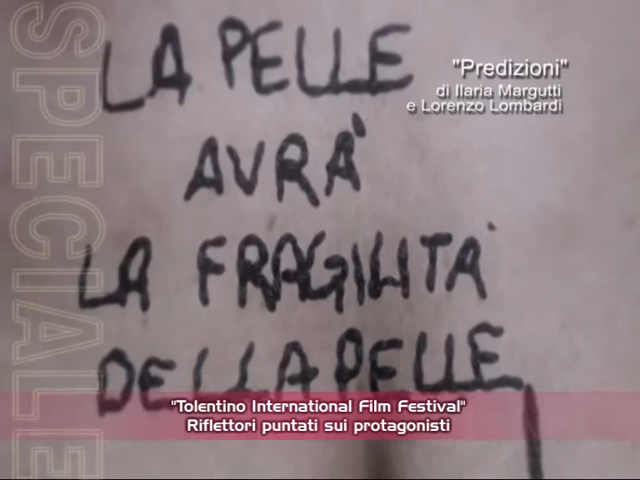 SPECIALE
"Predizioni"
di Ilaria Margutti
e Lorenzo Lombardi
LA PELLE
AVRÀ
LA FRAGILITÀ
DELLA PELLE
"Tolentino International Film Festival"
Riflettori puntati sui protagonisti